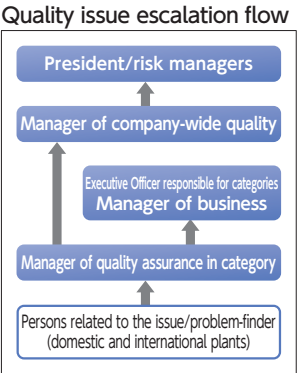 Quality issue escalation flow
President/risk managers
Manager of company-wide quality
Executive Officer responsible for categories
Manager of business
Manager of quality assurance in category
Persons related to the issue/problem-finder
(domestic and international plants)